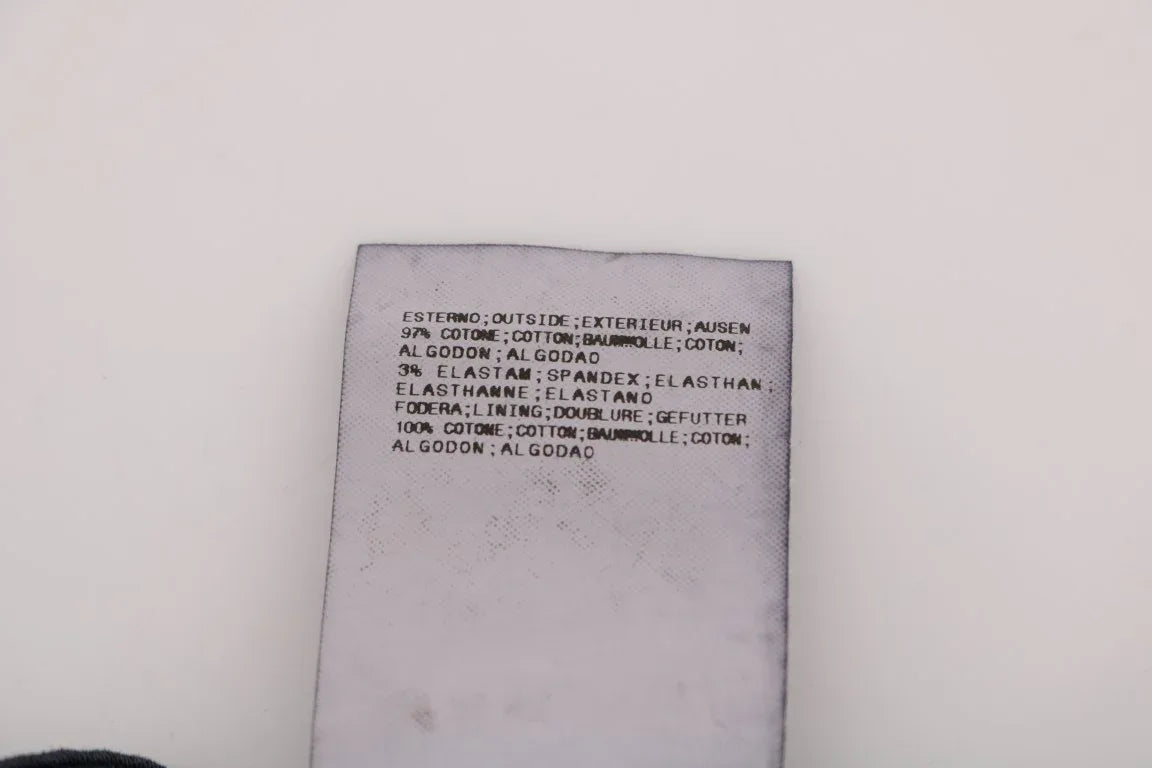 ESTERNO;OUTSIDE;EXTERIEUR;AUSEN
97% COTONE;COTTON;BAUMWOLLE;COTON;
ALGODON;ALGODAO
3% ELASTAM;SPANDEX;ELASTHAN;
ELASTHANNE;ELASTANO
FODERA;LINING;DOUBLURE;GEFUTTER
100% COTONE;COTTON;BAUMWOLLE;COTON;
ALGODON;ALGODAO